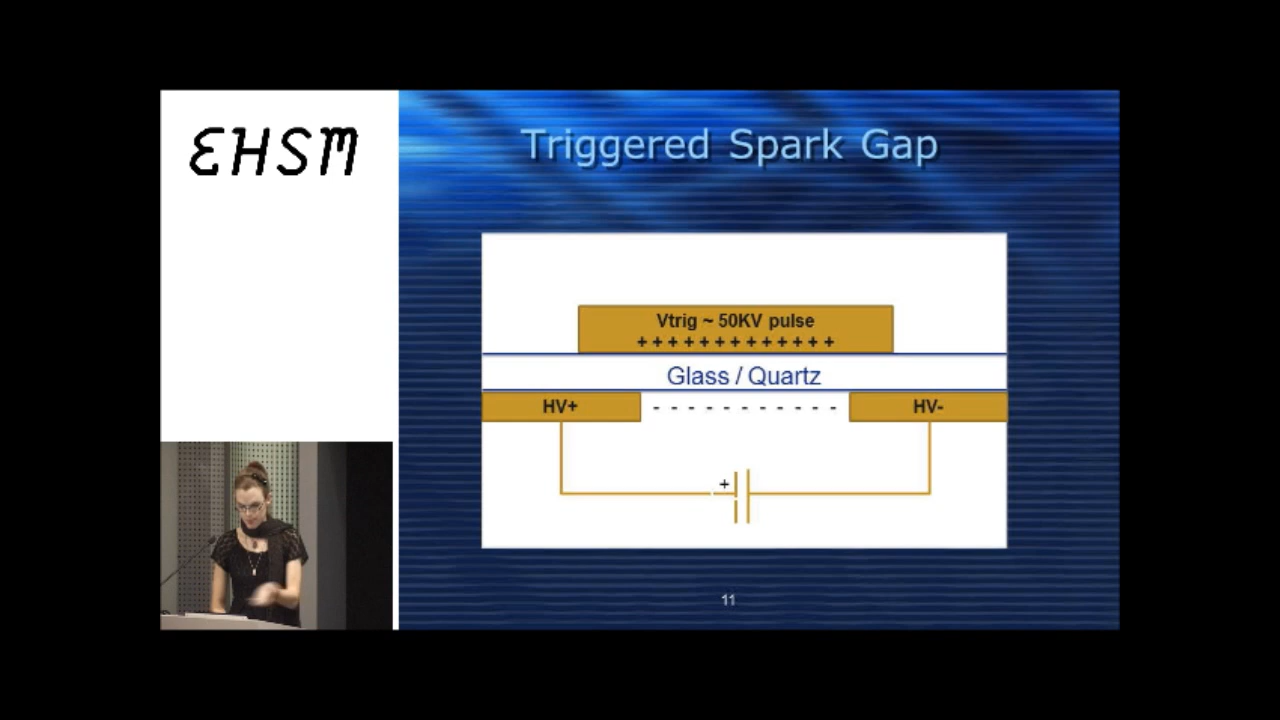 EHSM
Triggered Spark Gap
Vtrig ~ 50KV pulse
+ + + + + + + + + + + + +
Glass / Quartz
HV+
- - - - - - - - - - -
HV-
+
11